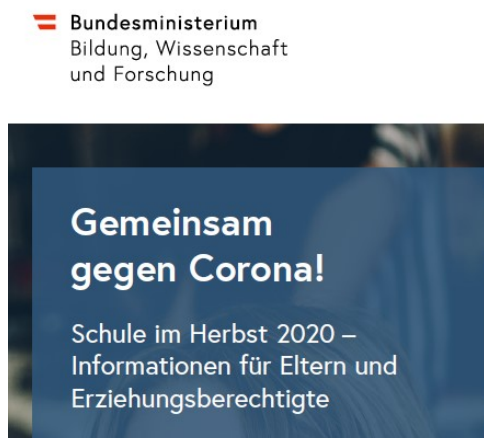 Bundesministerium
Bildung, Wissenschaft
und Forschung
Gemeinsam
gegen Corona!
Schule im Herbst 2020 –
Informationen für Eltern und
Erziehungsberechtigte